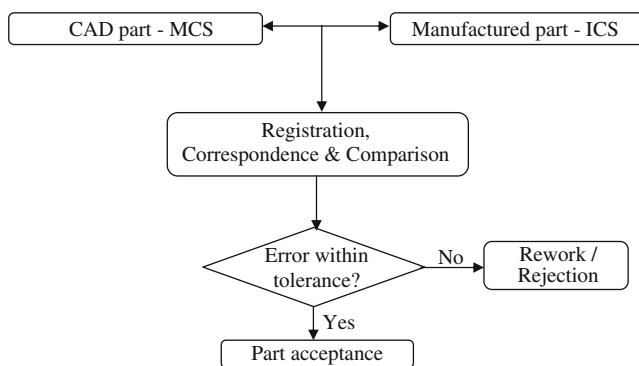 CAD part - MCS
Manufactured part - ICS
Registration,
Correspondence & Comparison
Error within
tolerance?
No
Rework /
Rejection
Yes
Part acceptance